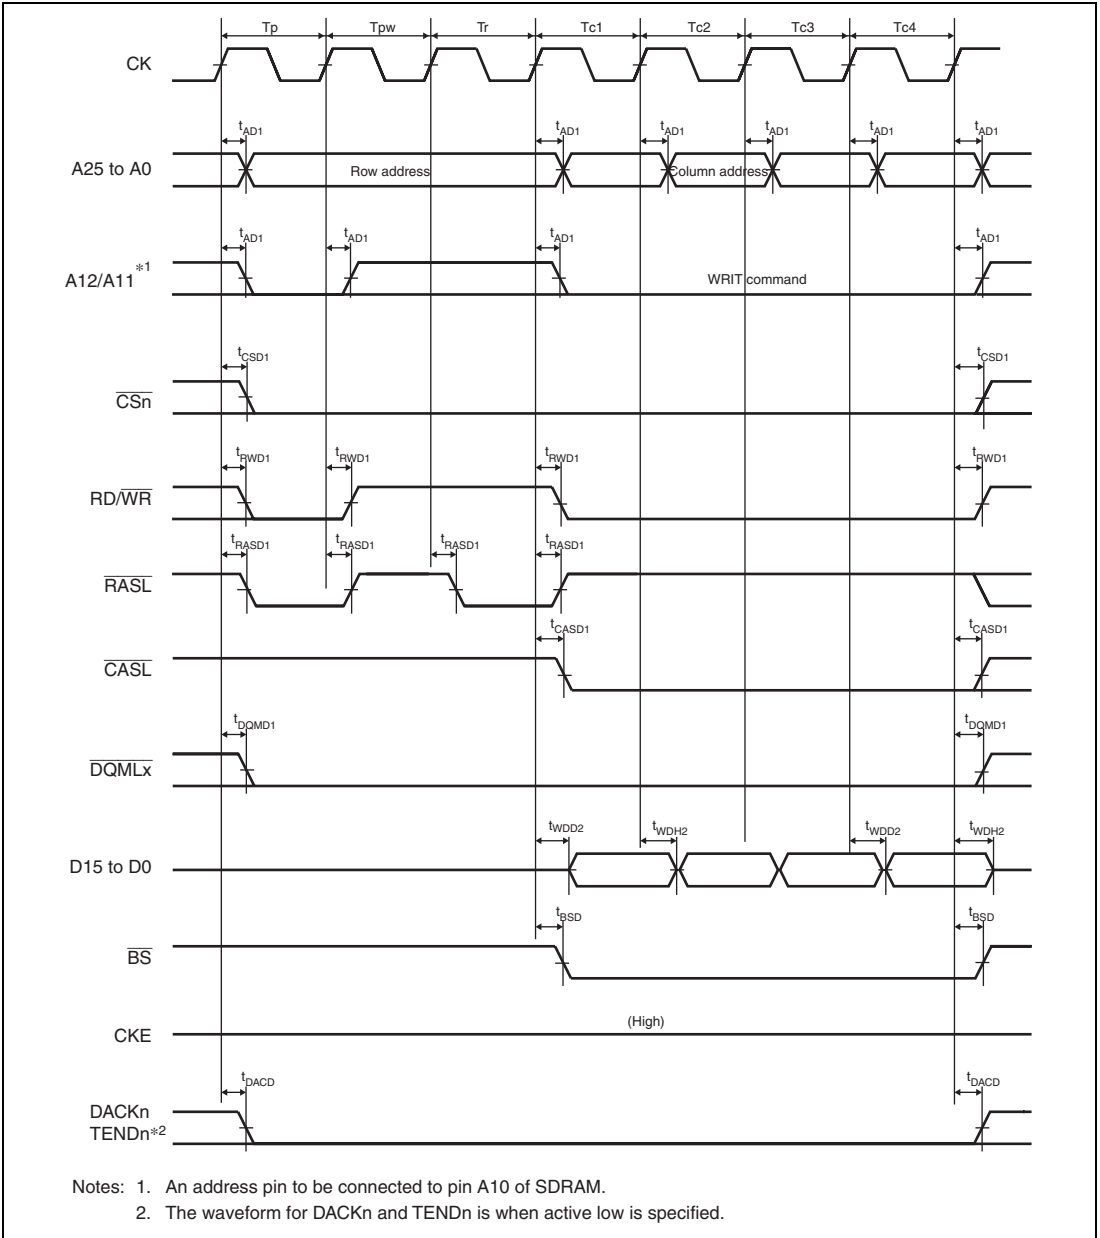 Tp Tpw Tr Tc1 Tc2 Tc3 Tc4
CK
tAD1 tAD1 tAD1 tAD1 tAD1 tAD1
A25 to A0 Row address Column address
tAD1 tAD1 tAD1 tAD1
A12/A11*1 WRIT command
tCSD1 tCSD1
CSn
tRWD1 tRWD1 tRWD1 tRWD1
RD/WR
tRASD1 tRASD1 tRASD1 tRASD1
RASL
tCASD1 tCASD1
CASL
tDQMD1 tDQMD1
DQMLx
tWDD2 tWDH2 tWDD2 tWDH2
D15 to D0
tBSD tBSD
BS
(High)
CKE
tDACD tDACD
DACKn
TENDn*2
Notes: 1. An address pin to be connected to pin A10 of SDRAM.
2. The waveform for DACKn and TENDn is when active low is specified.